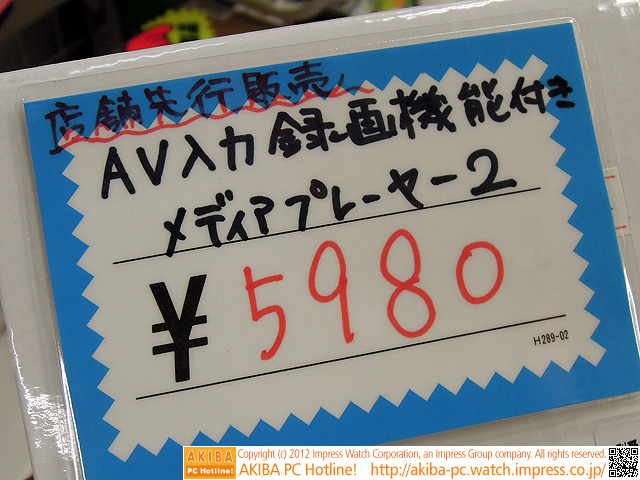 店舗先行販売
AV入力録画機能付き
メディアプレーヤー2
¥5980
H289-02
AKIBA PC Hotline!
Copyright (c) 2012 Impress Watch Corporation, an Impress Group company. All rights reserved.
AKIBA PC Hotline! http://akiba-pc.watch.impress.co.jp/